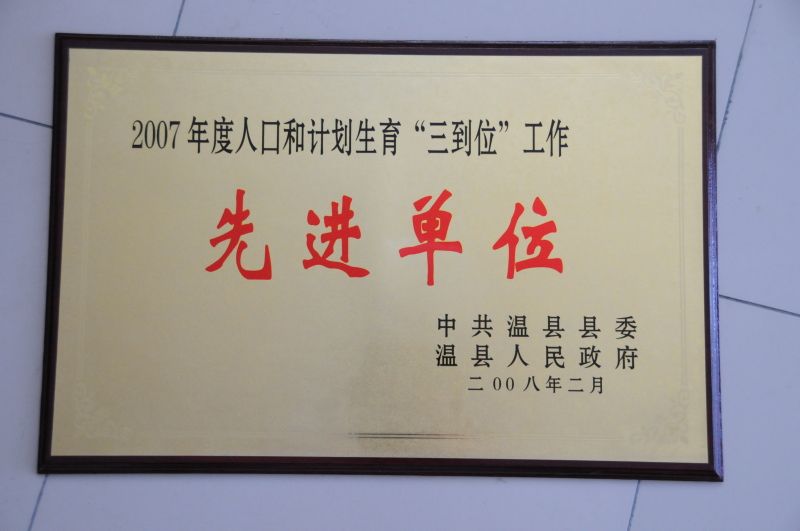 2007年度人口和计划生育“三到位”工作
先进单位
中共温县县委
温县人民政府
二00八年二月